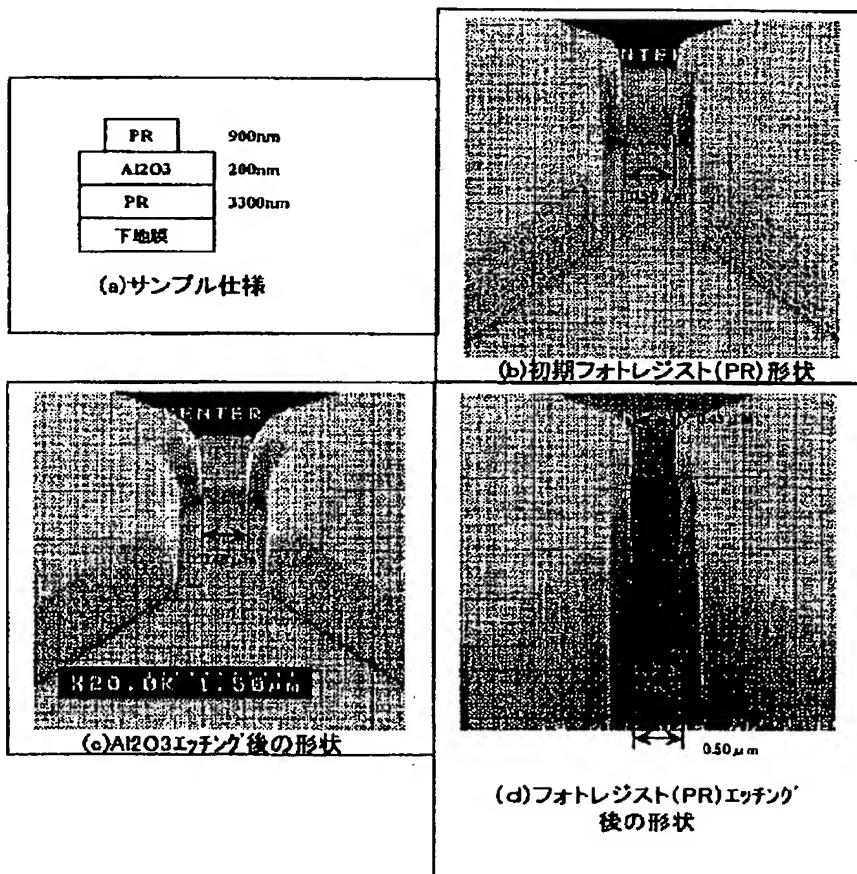 PR 900nm
Al2O3 200nm
PR 3300nm
下地膜
(a)サンプル仕様
(b)初期フォトレジスト(PR)形状
ENTER
X20.0K
(c)Al2O3エッチング後の形状
0.50μm
(d)フォトレジスト(PR)エッチング
後の形状